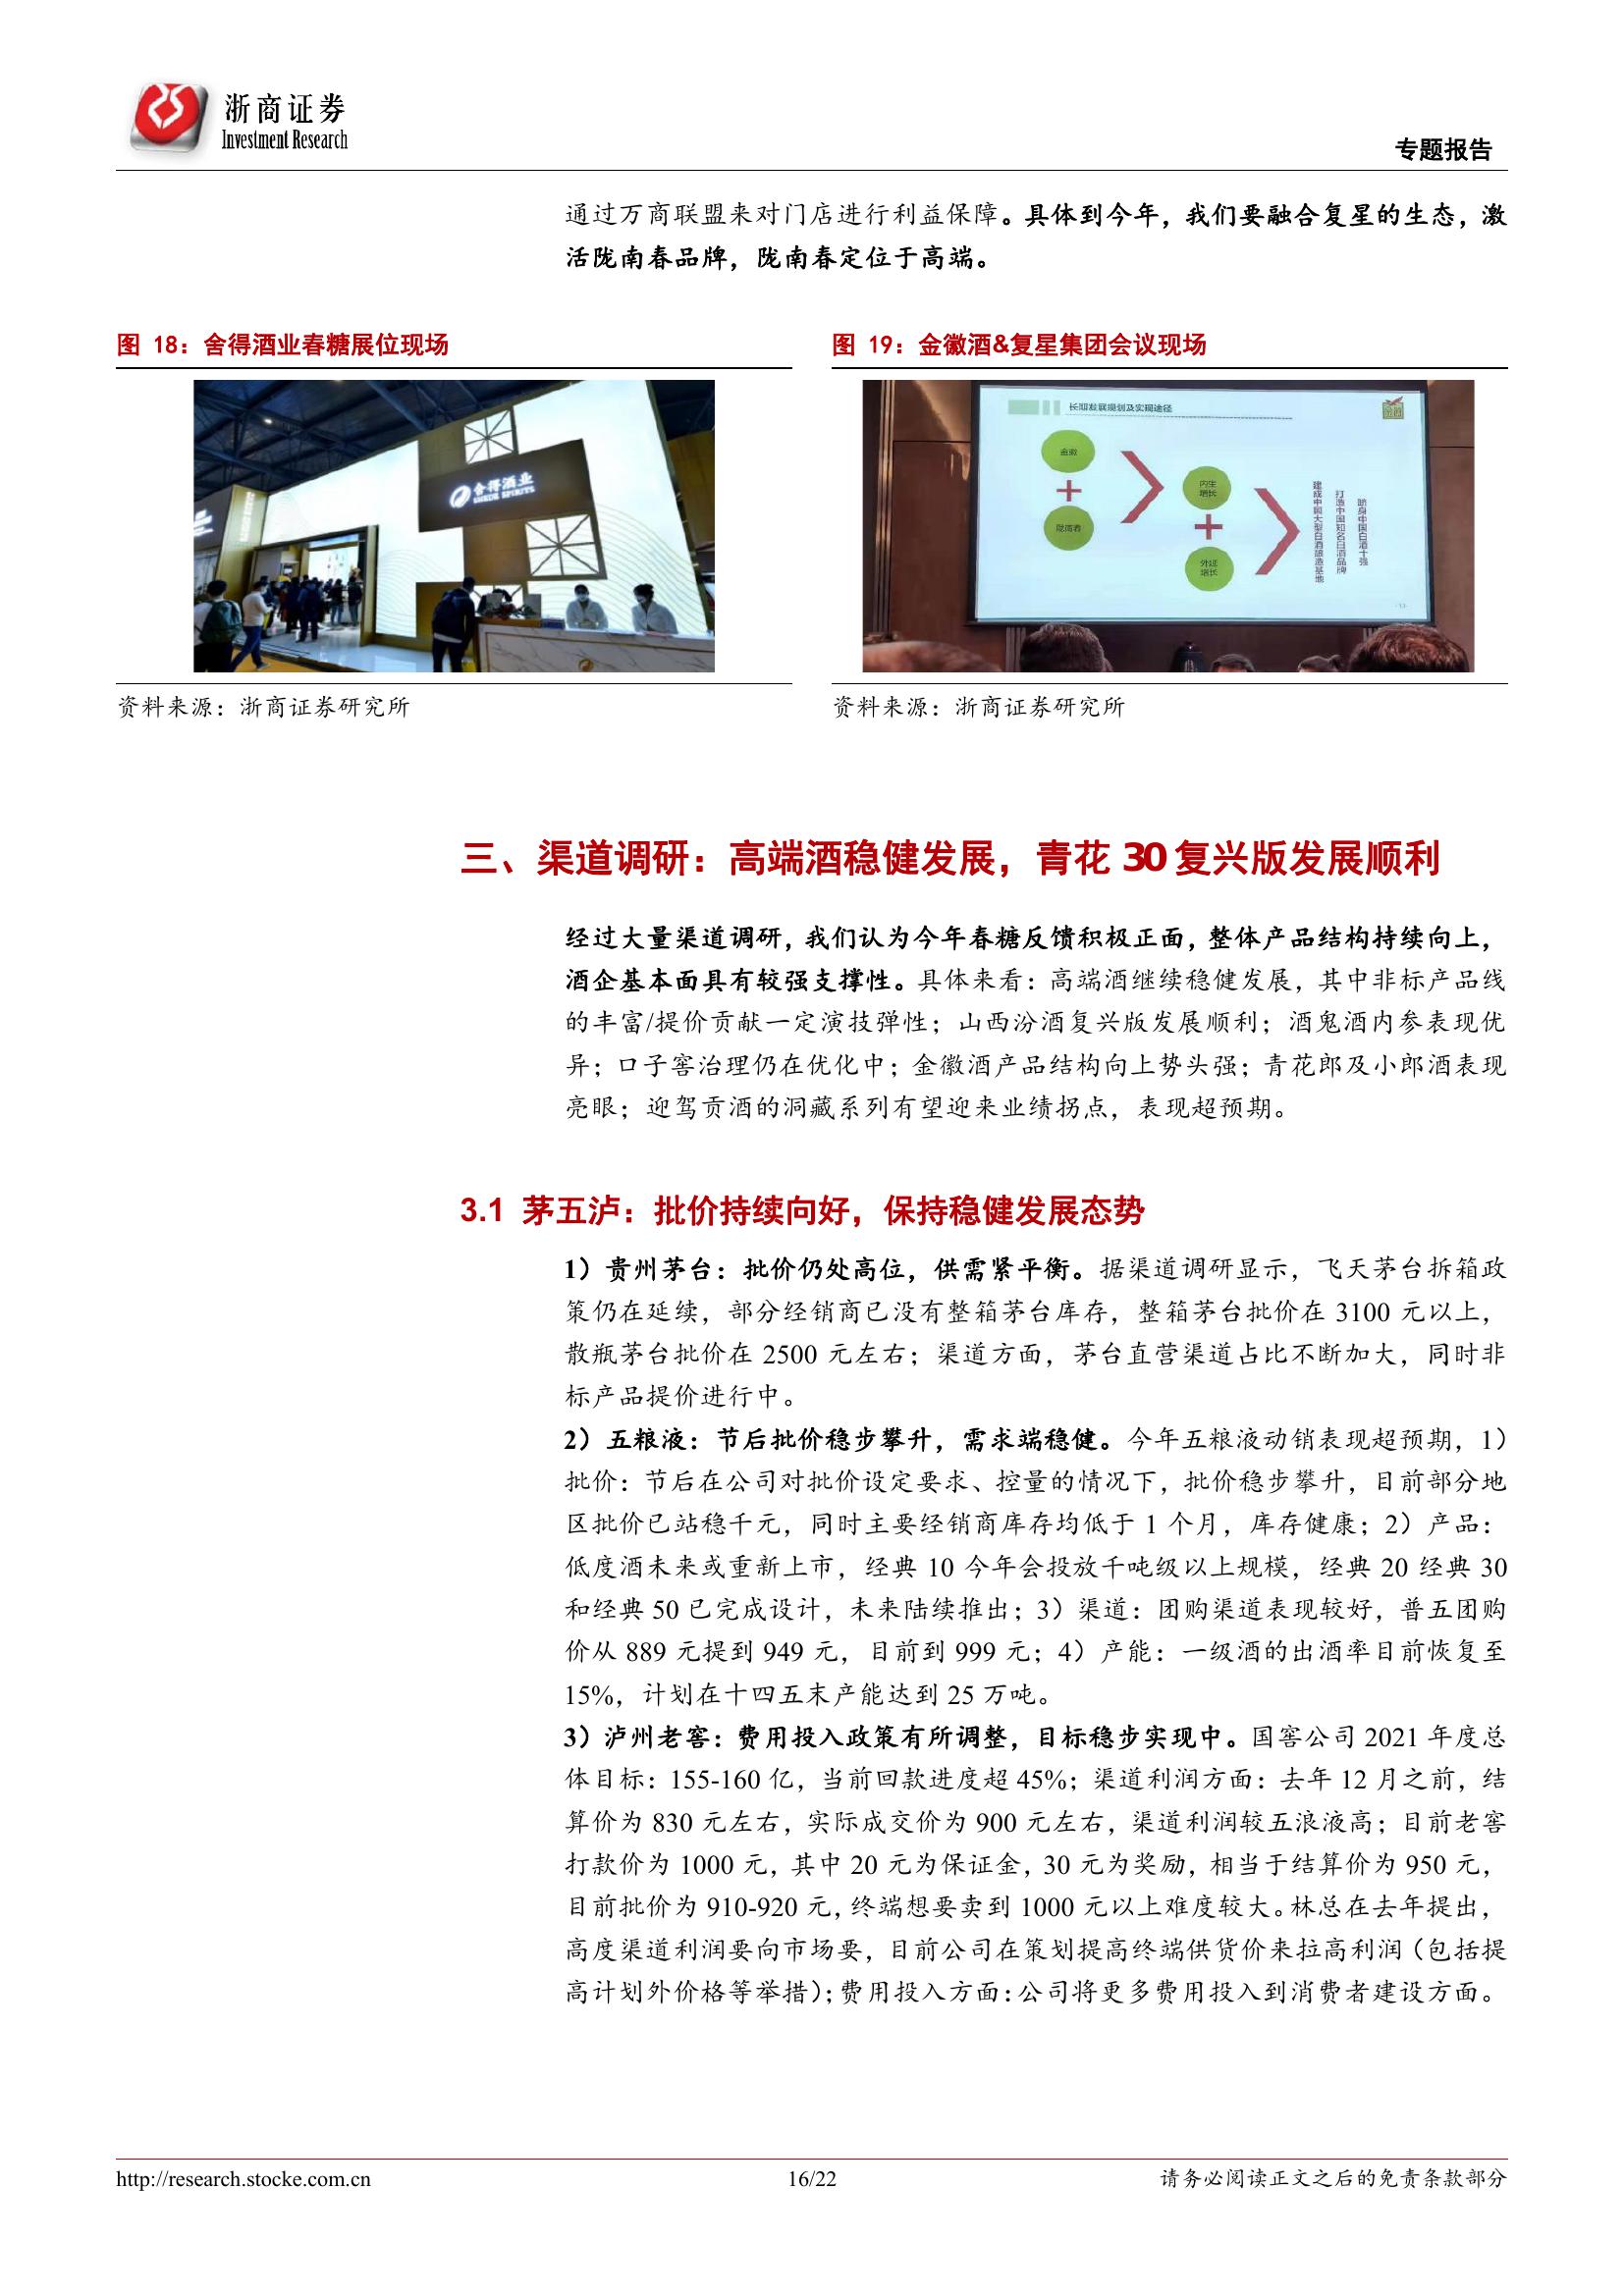 浙商证券
Investment Research
专题报告
通过万商联盟来对门店进行利益保障。具体到今年，我们要融合复星的生态，激
活陇南春品牌，陇南春定位于高端。
图 18：舍得酒业春糖展位现场
图 19：金徽酒&复星集团会议现场
舍得酒业
SHEDE SPIRITS
长期发展规划及实现途径
金徽
陇南春
内生
增长
外延
增长
建成中国大型白酒酿造基地
打造中国知名白酒品牌
跻身中国白酒十强
资料来源：浙商证券研究所
资料来源：浙商证券研究所
三、渠道调研：高端酒稳健发展，青花 30 复兴版发展顺利
经过大量渠道调研，我们认为今年春糖反馈积极正面，整体产品结构持续向上，
酒企基本面具有较强支撑性。具体来看：高端酒继续稳健发展，其中非标产品线
的丰富/提价贡献一定演技弹性；山西汾酒复兴版发展顺利；酒鬼酒内参表现优
异；口子窖治理仍在优化中；金徽酒产品结构向上势头强；青花郎及小郎酒表现
亮眼；迎驾贡酒的洞藏系列有望迎来业绩拐点，表现超预期。
3.1 茅五泸：批价持续向好，保持稳健发展态势
1）贵州茅台：批价仍处高位，供需紧平衡。据渠道调研显示，飞天茅台拆箱政
策仍在延续，部分经销商已没有整箱茅台库存，整箱茅台批价在 3100 元以上，
散瓶茅台批价在 2500 元左右；渠道方面，茅台直营渠道占比不断加大，同时非
标产品提价进行中。
2）五粮液：节后批价稳步攀升，需求端稳健。今年五粮液动销表现超预期，1）
批价：节后在公司对批价设定要求、控量的情况下，批价稳步攀升，目前部分地
区批价已站稳千元，同时主要经销商库存均低于 1 个月，库存健康；2）产品：
低度酒未来或重新上市，经典 10 今年会投放千吨级以上规模，经典 20 经典 30
和经典 50 已完成设计，未来陆续推出；3）渠道：团购渠道表现较好，普五团购
价从 889 元提到 949 元，目前到 999 元；4）产能：一级酒的出酒率目前恢复至
15%，计划在十四五末产能达到 25 万吨。
3）泸州老窖：费用投入政策有所调整，目标稳步实现中。国窖公司 2021 年度总
体目标：155-160 亿，当前回款进度超 45%；渠道利润方面：去年 12 月之前，结
算价为 830 元左右，实际成交价为 900 元左右，渠道利润较五浪液高；目前老窖
打款价为 1000 元，其中 20 元为保证金，30 元为奖励，相当于结算价为 950 元，
目前批价为 910-920 元，终端想要卖到 1000 元以上难度较大。林总在去年提出，
高度渠道利润要向市场要，目前公司在策划提高终端供货价来拉高利润（包括提
高计划外价格等举措）；费用投入方面：公司将更多费用投入到消费者建设方面。
http://research.stocke.com.cn
16/22
请务必阅读正文之后的免责条款部分